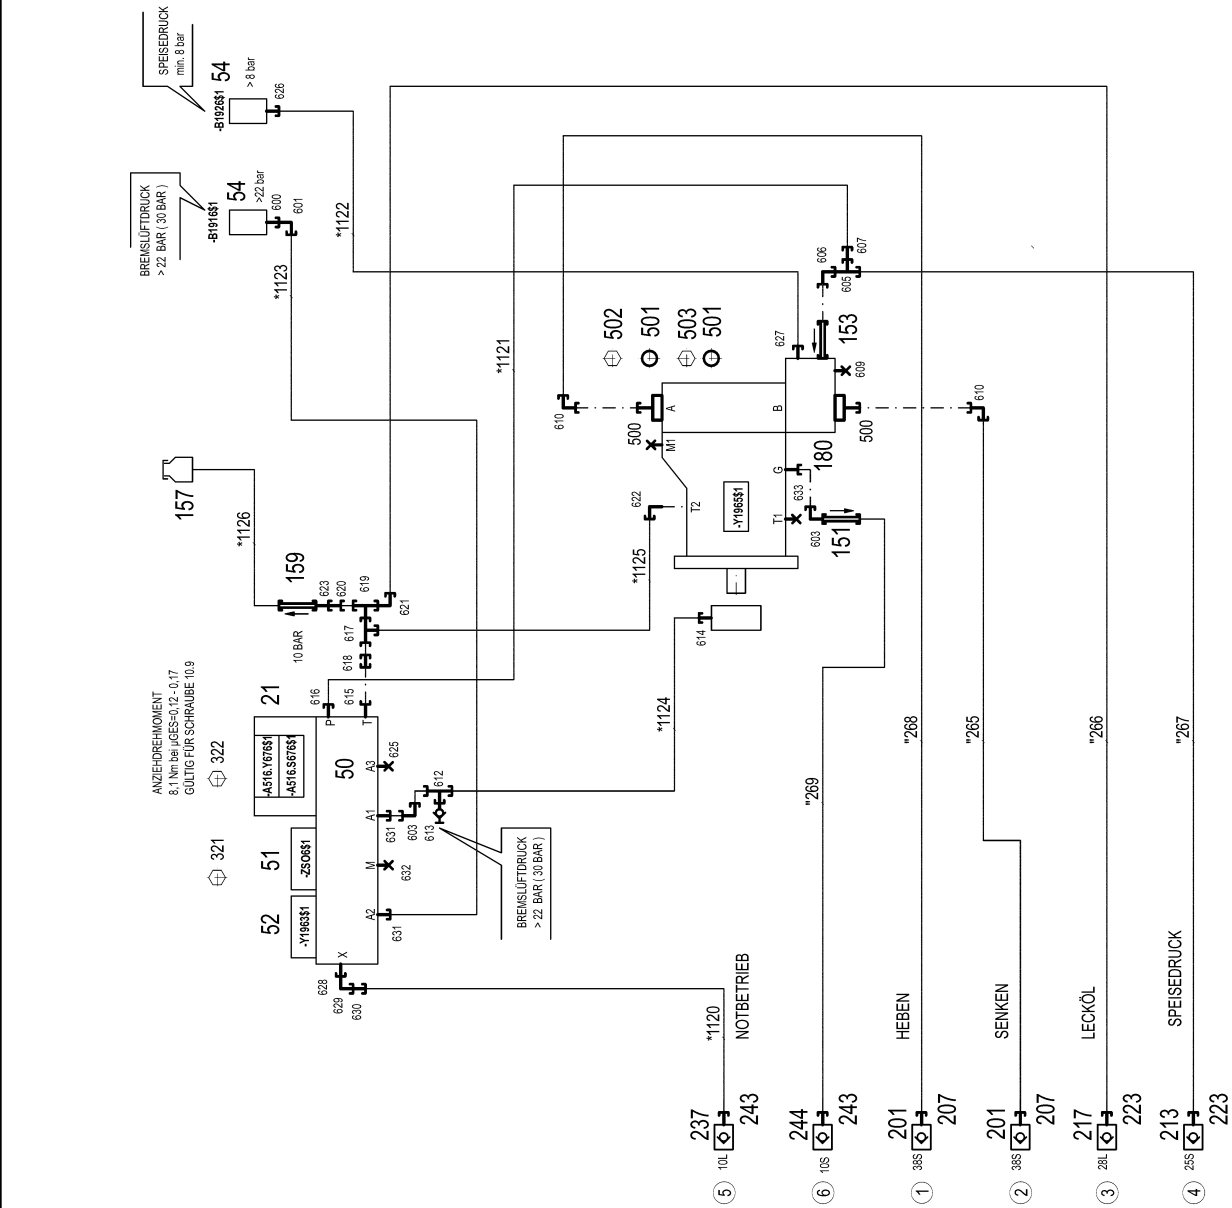 SPEISEDRUCK
min. 8 bar
-B1926$1
54
> 8 bar
626
BREMSLÜFTDRUCK
> 22 BAR ( 30 BAR )
-B1916$1
54
>22 bar
600
601
*1122
*1123
*1121
157
*1126
159
10 BAR
623
620
619
621
617
618
615
616
*1125
*1124
622
614
ANZIEHDREHMOMENT
8,1 Nm bei µGES=0,12 - 0,17
GÜLTIG FÜR SCHRAUBE 10.9
322
321
21
-A516.Y676$1
-A516.S676$1
50
51
-ZSO6$1
52
-Y1963$1
P
T
A3
A1
M
A2
X
625
631
603
612
613
632
631
628
629
630
BREMSLÜFTDRUCK
> 22 BAR ( 30 BAR )
502
501
503
501
606
607
605
627
153
609
610
500
A
B
M1
T2
G
T1
-Y1965$1
180
633
603
151
500
610
*1120
NOTBETRIEB
"269
"268
HEBEN
"265
SENKEN
"266
LECKÖL
"267
SPEISEDRUCK
237
243
10L
5
244
243
10S
6
201
207
38S
1
201
207
38S
2
217
223
28L
3
213
223
25S
4